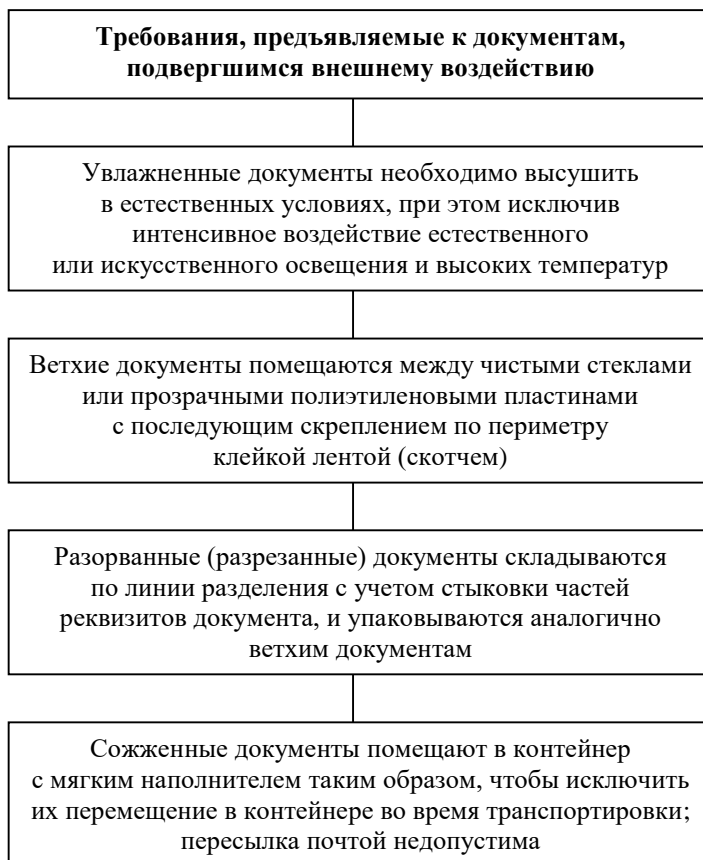 Требования, предъявляемые к документам,
подвергшимся внешнему воздействию
Увлажненные документы необходимо высушить
в естественных условиях, при этом исключив
интенсивное воздействие естественного
или искусственного освещения и высоких температур
Ветхие документы помещаются между чистыми стеклами
или прозрачными полиэтиленовыми пластинами
с последующим скреплением по периметру
клейкой лентой (скотчем)
Разорванные (разрезанные) документы складываются
по линии разделения с учетом стыковки частей
реквизитов документа, и упаковываются аналогично
ветхим документам
Сожженные документы помещают в контейнер
с мягким наполнителем таким образом, чтобы исключить
их перемещение в контейнере во время транспортировки;
пересылка почтой недопустима